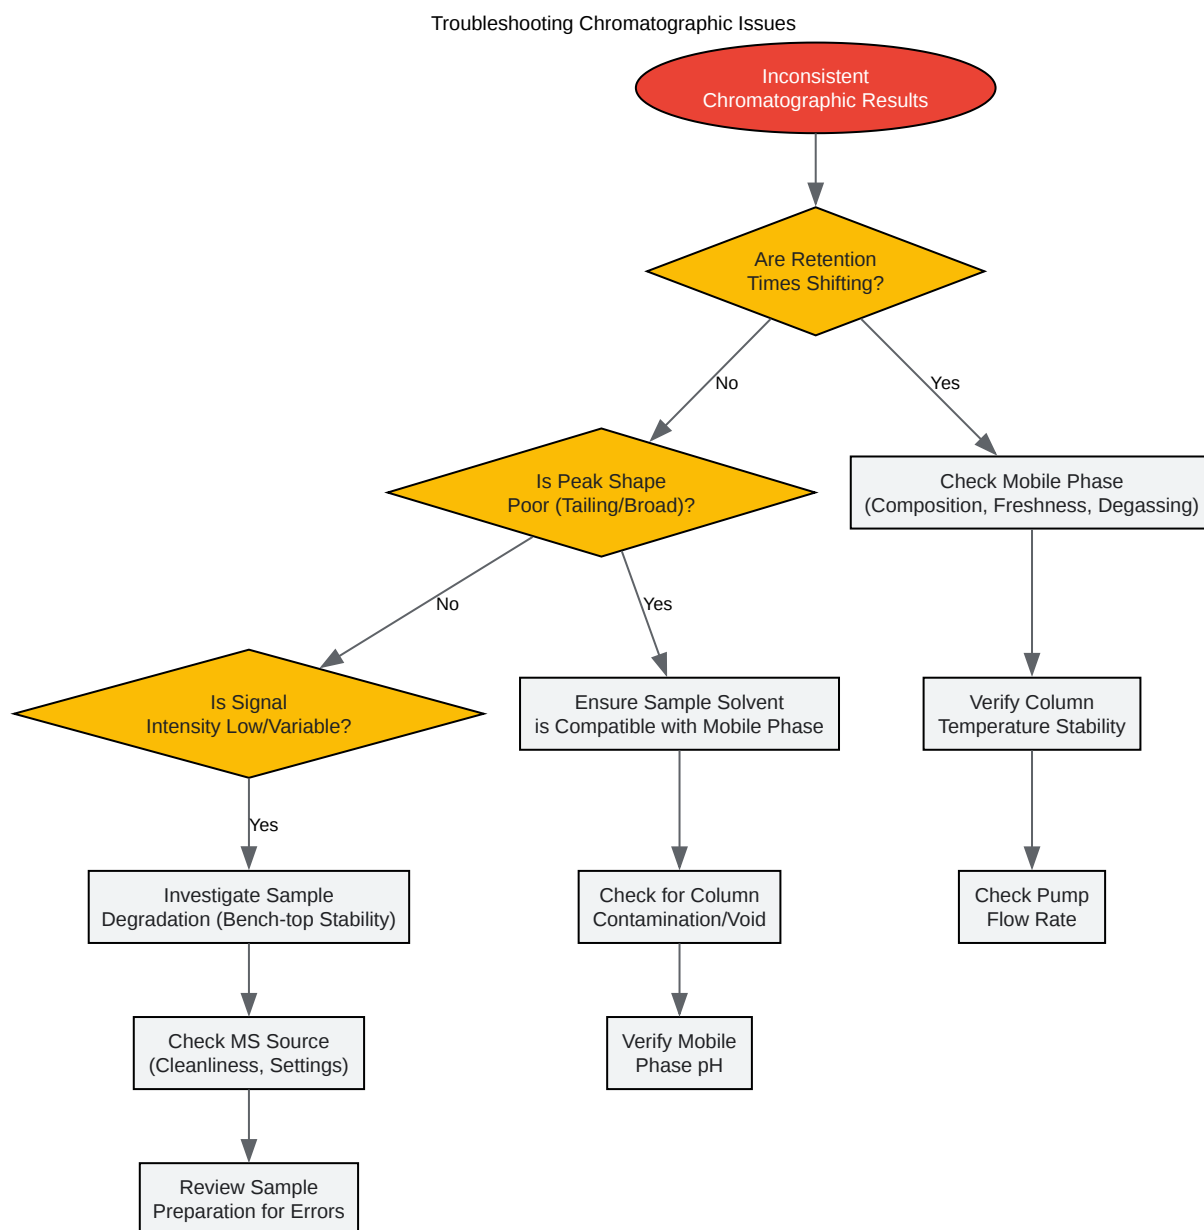 Troubleshooting Chromatographic Issues
Inconsistent
Chromatographic Results
Are Retention
Times Shifting?
No
Yes
Is Peak Shape
Poor (Tailing/Broad)?
Check Mobile Phase
(Composition, Freshness, Degassing)
No
Yes
Is Signal
Intensity Low/Variable?
Ensure Sample Solvent
is Compatible with Mobile Phase
Verify Column
Temperature Stability
Yes
Investigate Sample
Degradation (Bench-top Stability)
Check for Column
Contamination/Void
Check Pump
Flow Rate
Check MS Source
(Cleanliness, Settings)
Verify Mobile
Phase pH
Review Sample
Preparation for Errors